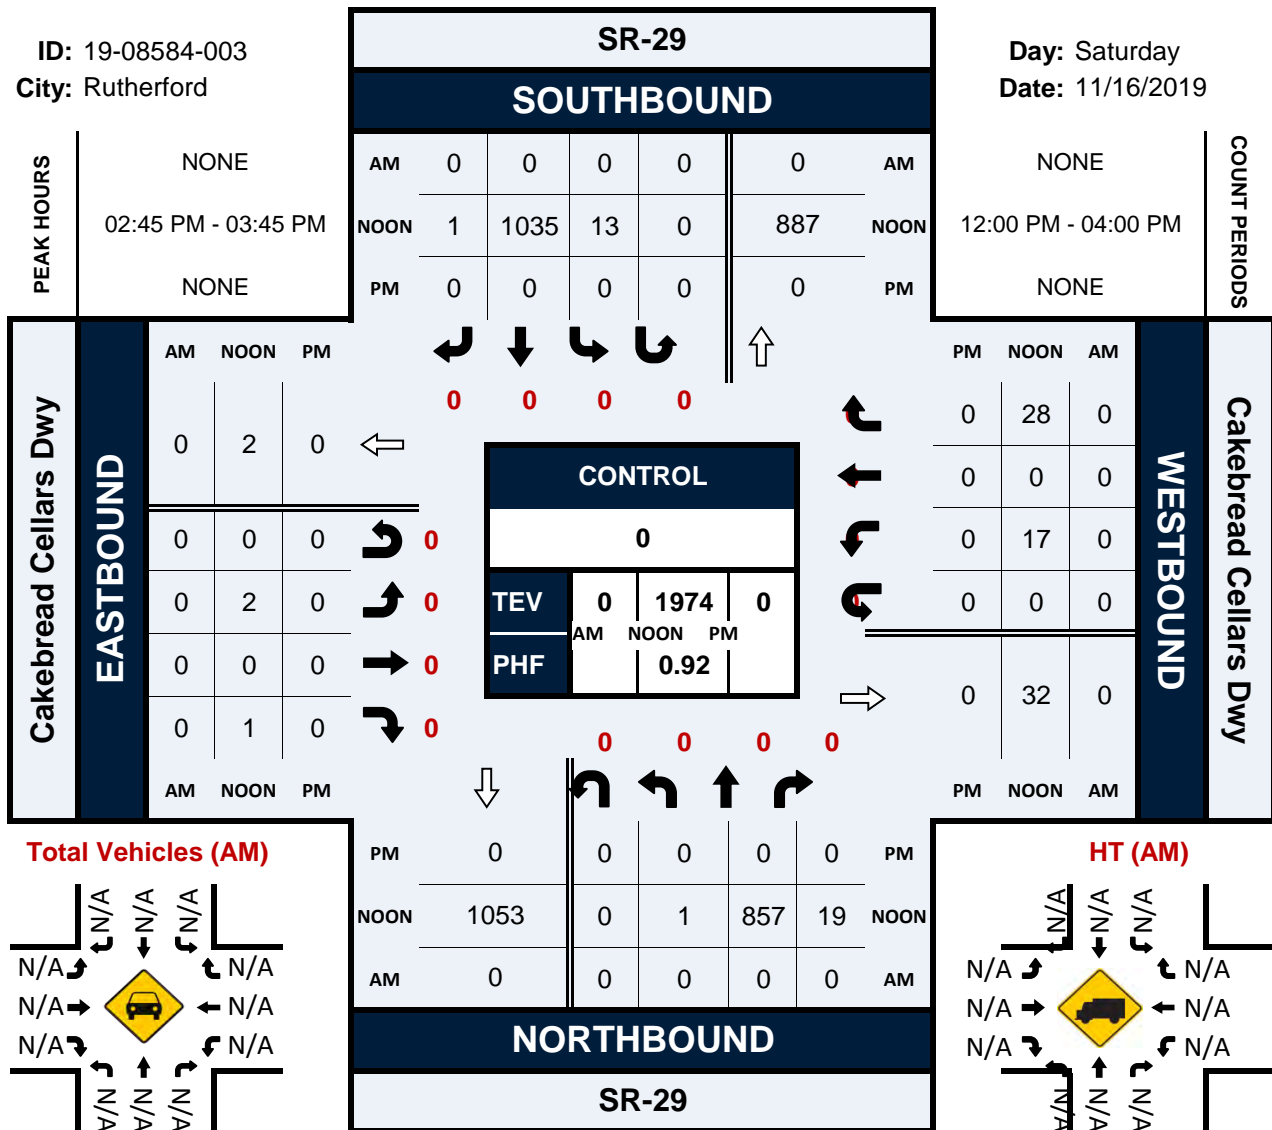 ID: 19-08584-003
City: Rutherford
SR-29
SOUTHBOUND
Day: Saturday
Date: 11/16/2019
PEAK HOURS
NONE
02:45 PM - 03:45 PM
NONE
AM 0 0 0 0 0 AM
NOON 1 1035 13 0 887 NOON
PM 0 0 0 0 0 PM
NONE
12:00 PM - 04:00 PM
NONE
COUNT PERIODS
Cakebread Cellars Dwy
EASTBOUND
AM NOON PM
0 2 0
0 0 0 0
0 2 0 0
0 0 0 0
0 1 0 0
AM NOON PM
0 0 0 0
CONTROL
0
TEV 0 1974 0
AM NOON PM
PHF 0.92
0 0 0 0
PM NOON AM
0 28 0
0 0 0
0 17 0
0 0 0
0 32 0
PM NOON AM
WESTBOUND
Cakebread Cellars Dwy
PM 0 0 0 0 0 PM
NOON 1053 0 1 857 19 NOON
AM 0 0 0 0 0 AM
NORTHBOUND
SR-29
Total Vehicles (AM)
N/A N/A N/A
N/A N/A
N/A N/A
N/A N/A
N/A N/A N/A
HT (AM)
N/A N/A N/A
N/A N/A
N/A N/A
N/A N/A
N/A N/A N/A